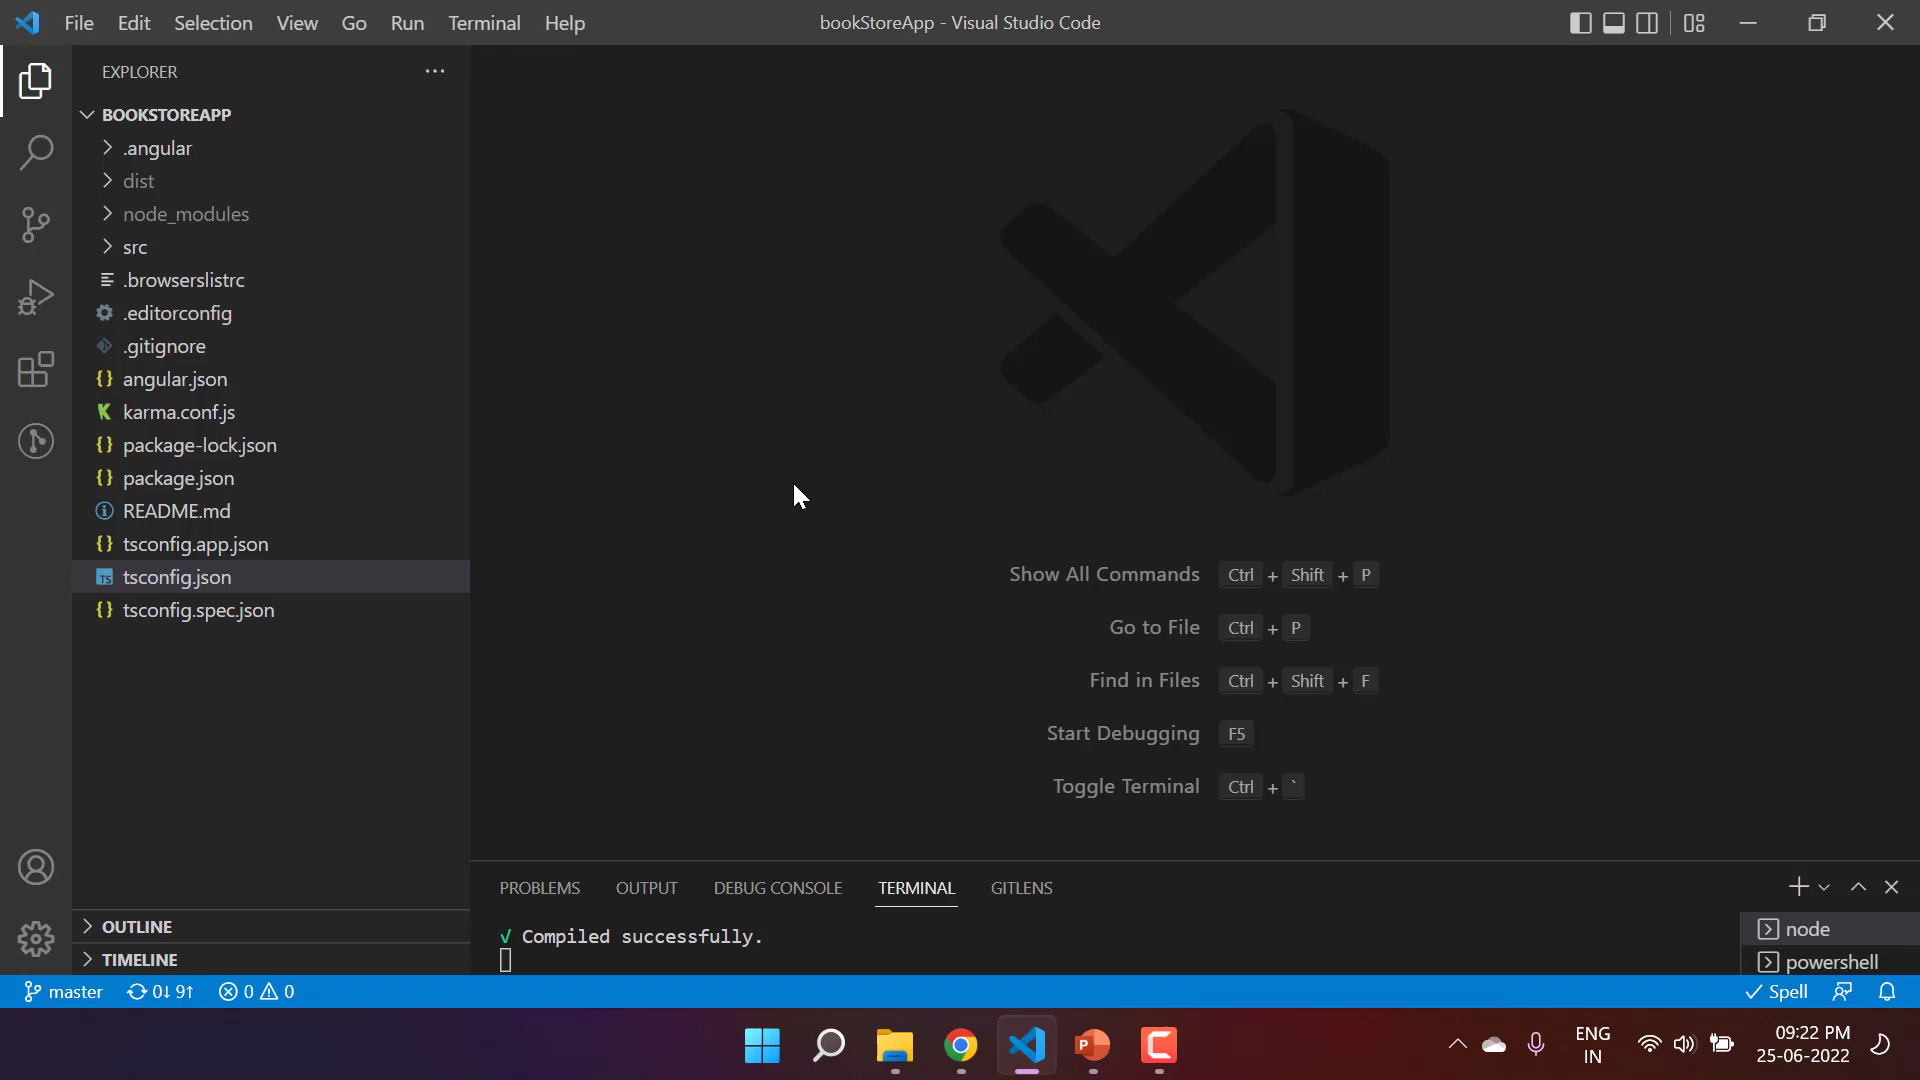 File Edit Selection View Go Run Terminal Help
bookStoreApp - Visual Studio Code
EXPLORER
BOOKSTOREAPP
.angular
dist
node_modules
src
.browserslistrc
.editorconfig
.gitignore
angular.json
karma.conf.js
package-lock.json
package.json
README.md
tsconfig.app.json
TS tsconfig.json
tsconfig.spec.json
OUTLINE
TIMELINE
Show All Commands Ctrl + Shift + P
Go to File Ctrl + P
Find in Files Ctrl + Shift + F
Start Debugging F5
Toggle Terminal Ctrl + `
PROBLEMS OUTPUT DEBUG CONSOLE TERMINAL GITLENS
√ Compiled successfully.
node
powershell
master 0↓ 9↑ 0 0
Spell
ENG
IN
09:22 PM
25-06-2022